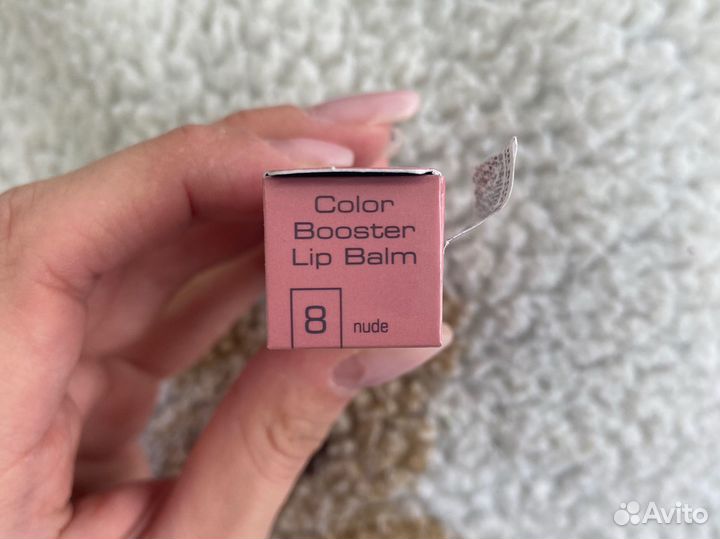 Color
Booster
Lip Balm
8 nude
Avito